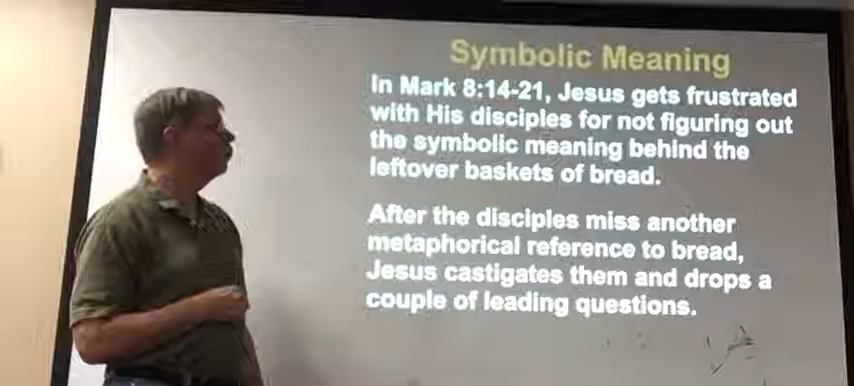 Symbolic Meaning
In Mark 8:14-21, Jesus gets frustrated
with His disciples for not figuring out
the symbolic meaning behind the
leftover baskets of bread.
After the disciples miss another
metaphorical reference to bread,
Jesus castigates them and drops a
couple of leading questions.